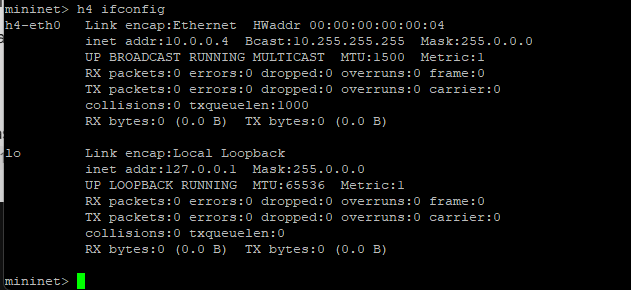 mininet> h4 ifconfig
h4-eth0   Link encap:Ethernet  HWaddr 00:00:00:00:00:04
          inet addr:10.0.0.4  Bcast:10.255.255.255  Mask:255.0.0.0
          UP BROADCAST RUNNING MULTICAST  MTU:1500  Metric:1
          RX packets:0 errors:0 dropped:0 overruns:0 frame:0
          TX packets:0 errors:0 dropped:0 overruns:0 carrier:0
          collisions:0 txqueuelen:1000
          RX bytes:0 (0.0 B)  TX bytes:0 (0.0 B)

lo        Link encap:Local Loopback
          inet addr:127.0.0.1  Mask:255.0.0.0
          UP LOOPBACK RUNNING  MTU:65536  Metric:1
          RX packets:0 errors:0 dropped:0 overruns:0 frame:0
          TX packets:0 errors:0 dropped:0 overruns:0 carrier:0
          collisions:0 txqueuelen:0
          RX bytes:0 (0.0 B)  TX bytes:0 (0.0 B)

mininet>